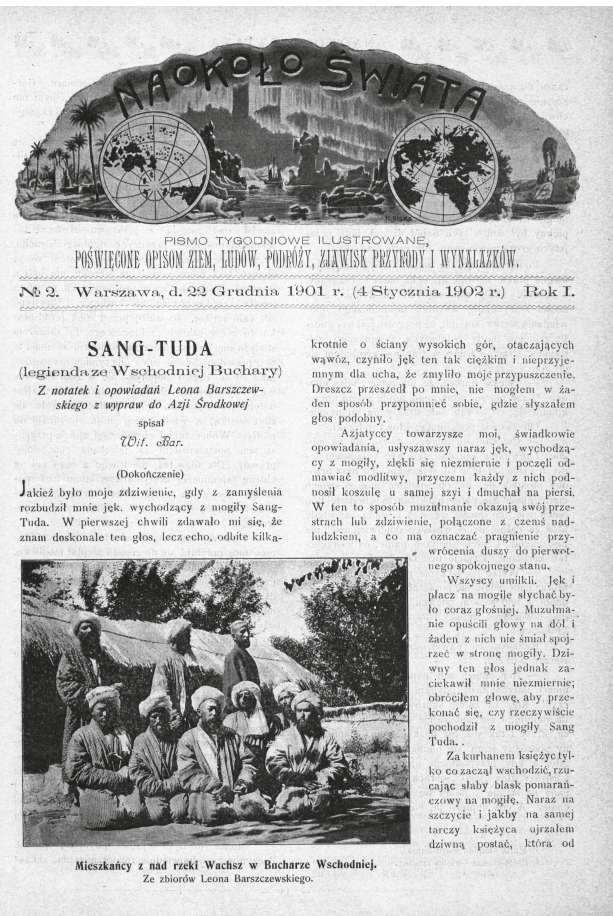 NAOKOŁO ŚWIATA
PISMO TYGODNIOWE ILUSTROWANE,
POŚWIĘCONE OPISOM ZIEM, LUDÓW, PODRÓŻY, ZJAWISK PRZYRODY I WYNALAZKÓW.
№ 2. Warszawa, d. 22 Grudnia 1901 r. (4 Stycznia 1902 r.) Rok I.
SANG-TUDA
(legienda ze Wschodniej Buchary)
Z notatek i opowiadań Leona Barszczew-
skiego z wypraw do Azji Środkowej
spisał
Wit. Bar.
(Dokończenie)
Jakież było moje zdziwienie, gdy z zamyślenia
rozbudził mnie jęk. wychodzący z mogiły Sang-
Tuda. W pierwszej chwili zdawało mi się, że
znam doskonale ten głos, lecz echo, odbite kilka-
krotnie o ściany wysokich gór, otaczających
wąwóz, czyniło jęk ten tak ciężkim i nieprzyje-
mnym dla ucha, że zmyliło moje przypuszczenie.
Dreszcz przeszedł po mnie, nie mogłem w ża-
den sposób przypomnieć sobie, gdzie słyszałem
głos podobny.
Azjatyccy towarzysze moi, świadkowie
opowiadania, usłyszawszy naraz jęk, wychodzą-
cy z mogiły, zlękli się niezmiernie i poczęli od-
mawiać modlitwy, przyczem każdy z nich pod-
nosił koszulę u samej szyi i dmuchał na piersi.
W ten to sposób muzułmanie okazują swój prze-
strach lub zdziwienie, połączone z czemś nad-
ludzkiem, a co ma oznaczać pragnienie przy-
wrócenia duszy do pierwot-
nego spokojnego stanu.
Wszyscy umilkli. Jęk i
płacz na mogile słychać by-
ło coraz głośniej. Muzułma-
nie opuścili głowy na dół i
żaden z nich nie śmiał spoj-
rzeć w stronę mogiły. Dzi-
wny ten głos jednak za-
ciekawił mnie niezmiernie;
obróciłem głowę, aby prze-
konać się, czy rzeczywiście
pochodził z mogiły Sang
Tuda..
Za kurhanem księżyc tyl-
ko co zaczął wschodzić, rzu-
cając słaby blask pomarań-
czowy na mogiłę. Naraz na
szczycie i jakby na samej
tarczy księżyca ujrzałem
dziwną postać, która od
Mieszkańcy z nad rzeki Wachsz w Bucharze Wschodniej.
Ze zbiorów Leona Barszczewskiego.